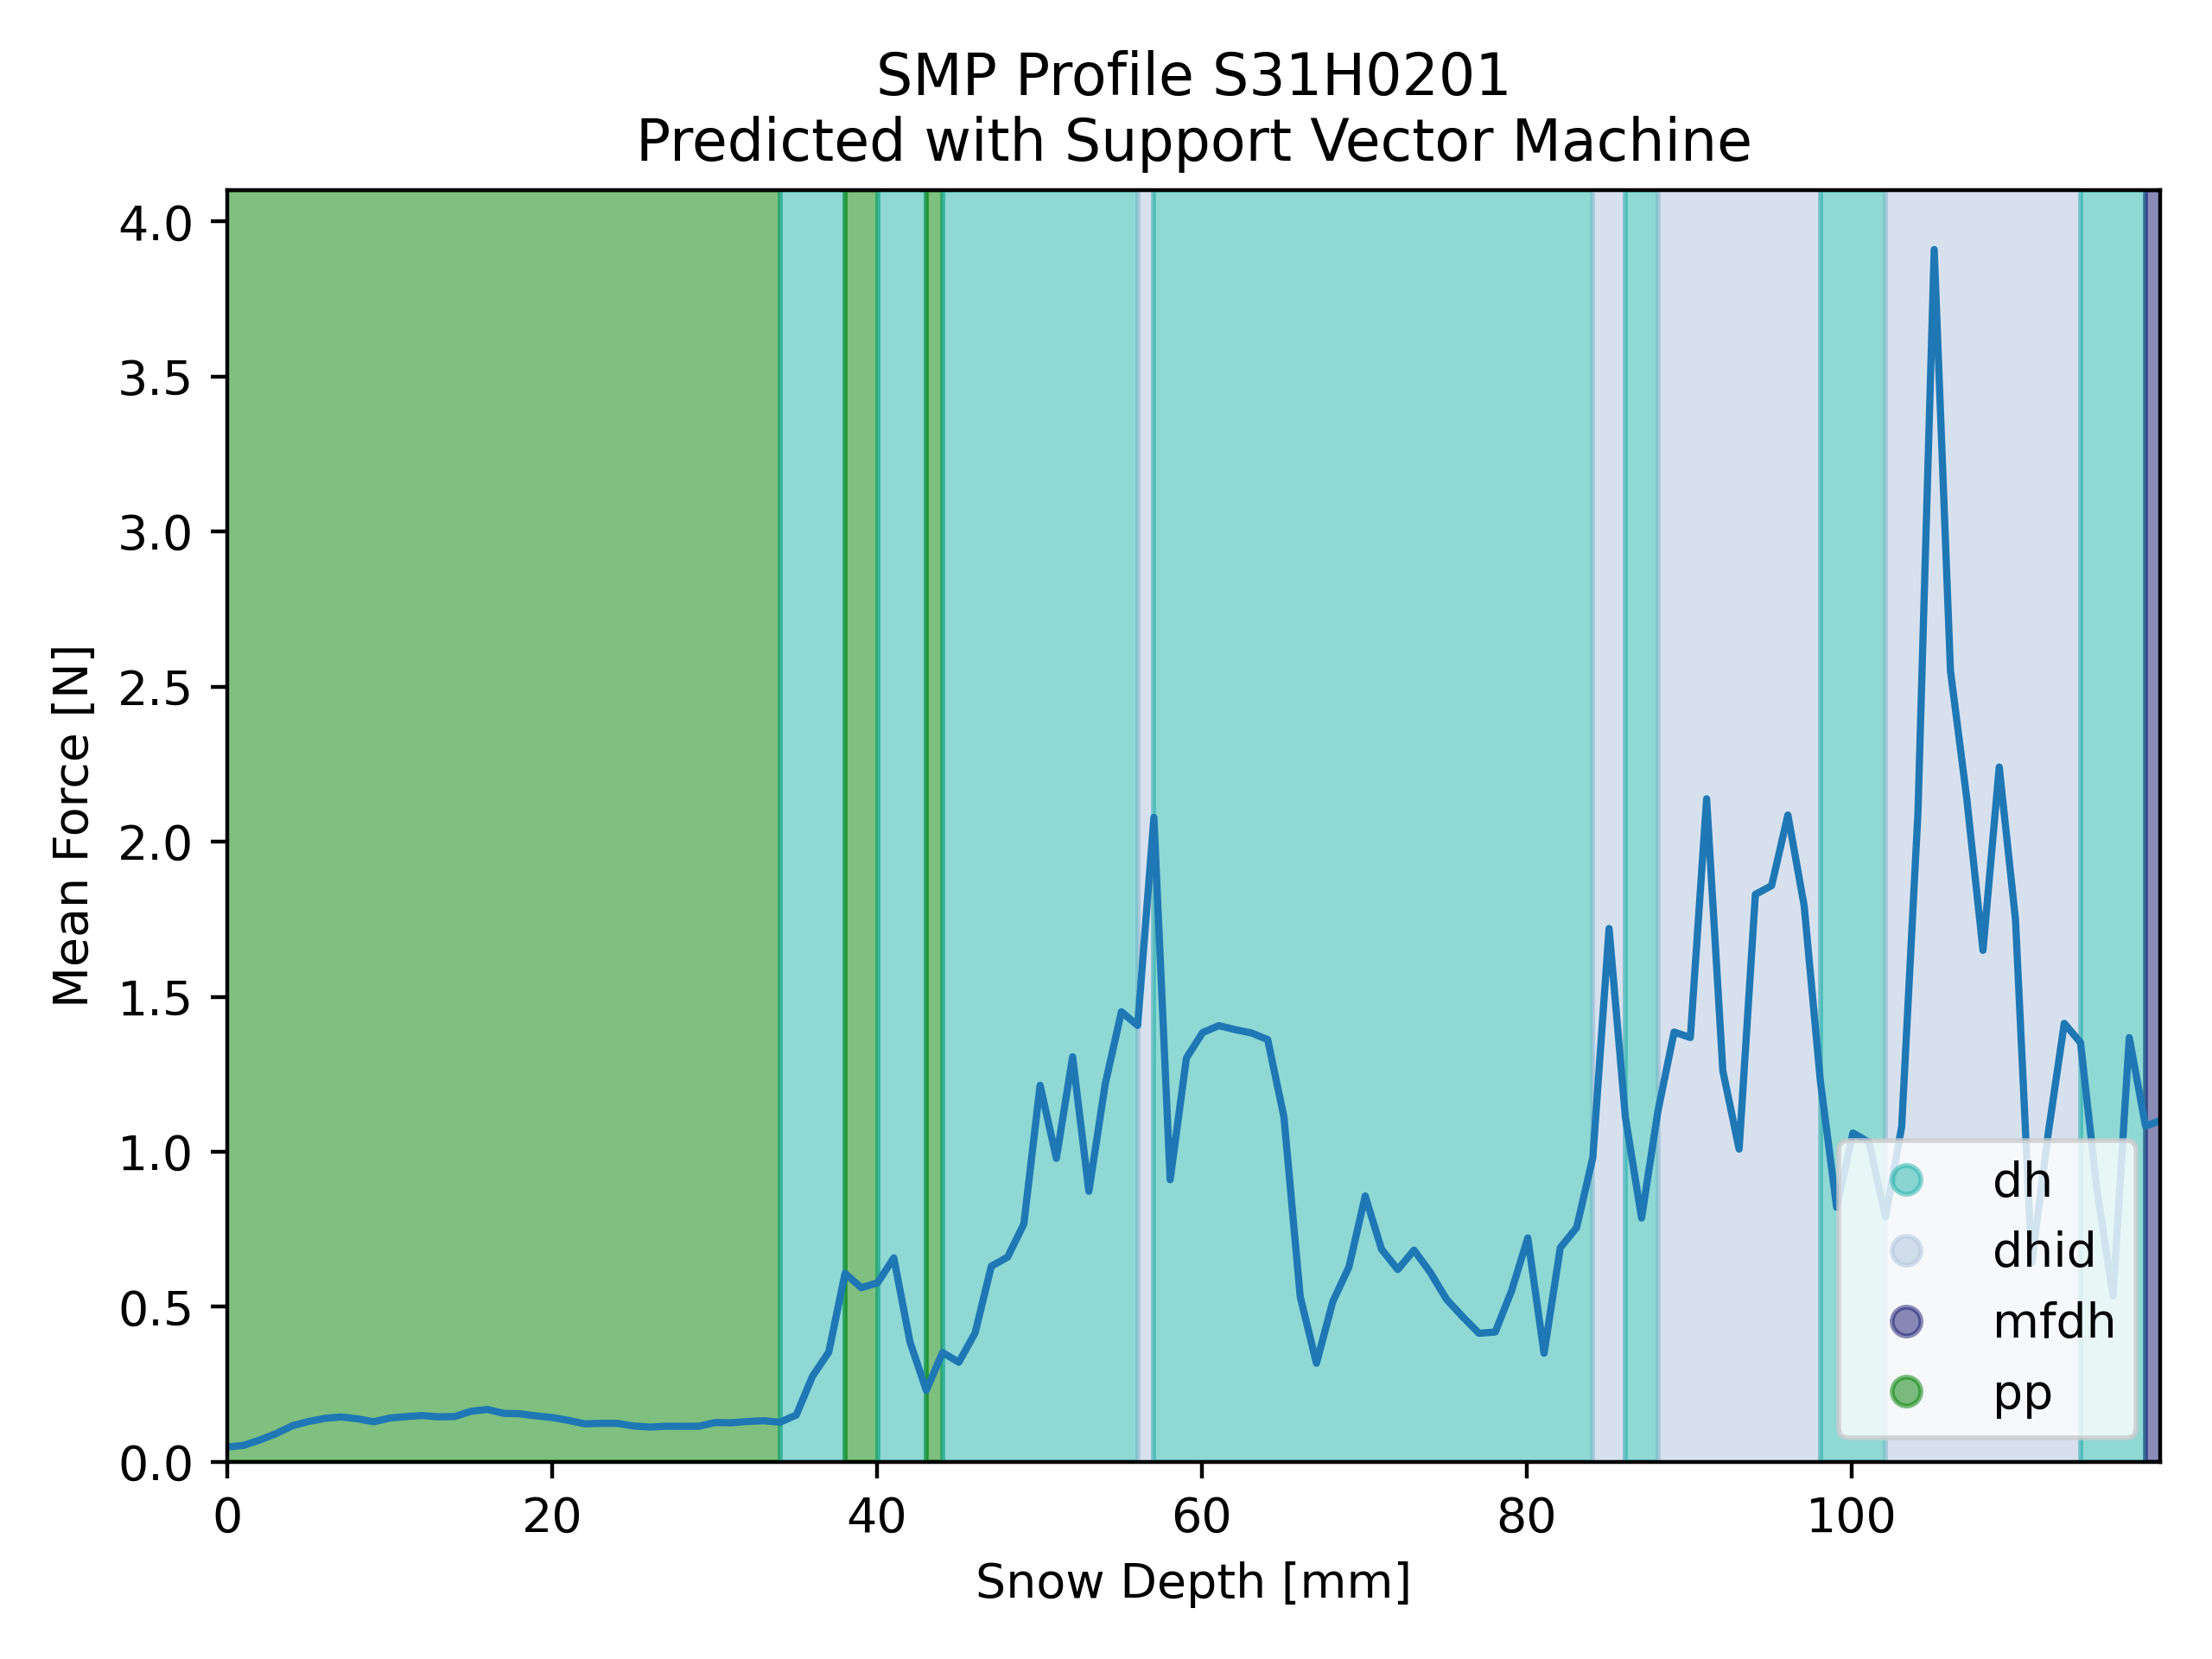 SMP Profile S31H0201
Predicted with Support Vector Machine
Mean Force [N]
4.0
3.5
3.0
2.5
2.0
1.5
1.0
0.5
0.0
dh
dhid
mfdh
pp
0 20 40 60 80 100
Snow Depth [mm]